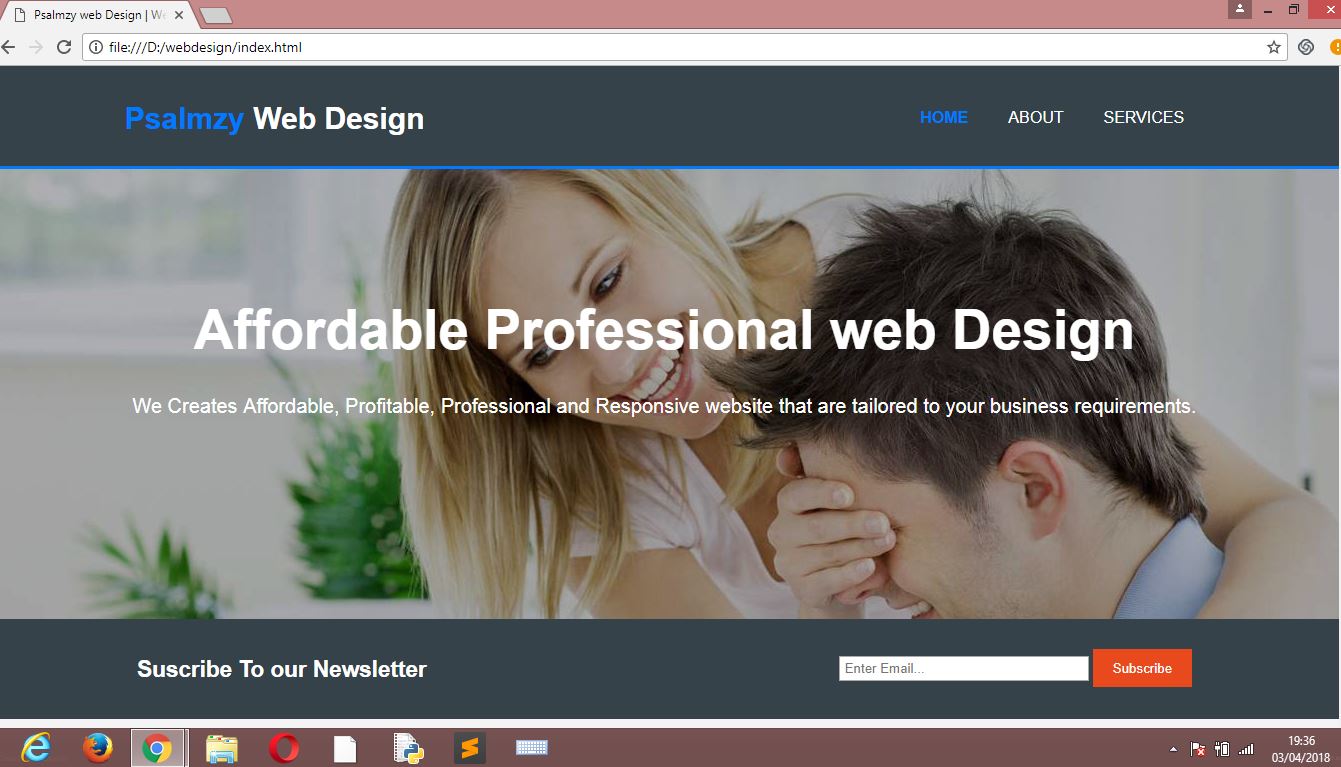 Psalmzy web Design | We
file:///D:/webdesign/index.html
Psalmzy Web Design
HOME ABOUT SERVICES
Affordable Professional web Design
We Creates Affordable, Profitable, Professional and Responsive website that are tailored to your business requirements.
Suscribe To our Newsletter
Enter Email...
Subscribe
19:36
03/04/2018